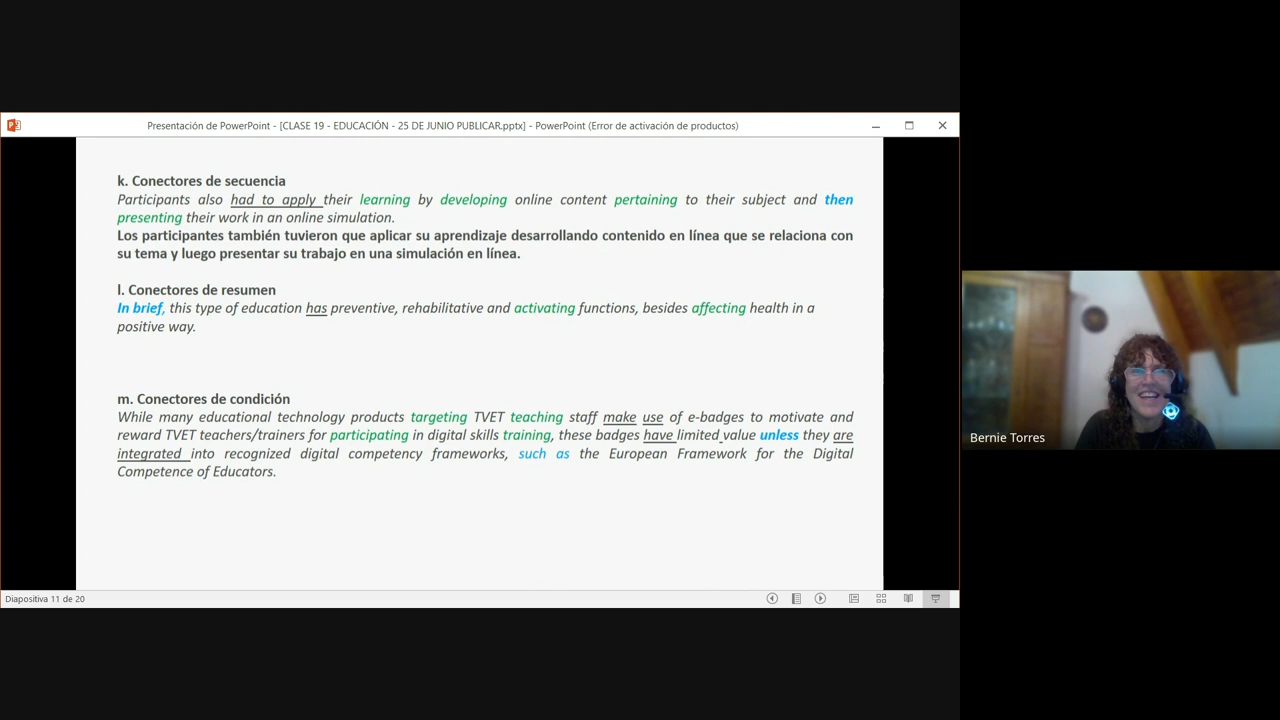 Presentación de PowerPoint - [CLASE 19 - EDUCACIÓN - 25 DE JUNIO PUBLICAR.pptx] - PowerPoint (Error de activación de productos)
k. Conectores de secuencia
Participants also had to apply their learning by developing online content pertaining to their subject and then
presenting their work in an online simulation.
Los participantes también tuvieron que aplicar su aprendizaje desarrollando contenido en línea que se relaciona con
su tema y luego presentar su trabajo en una simulación en línea.
l. Conectores de resumen
In brief, this type of education has preventive, rehabilitative and activating functions, besides affecting health in a
positive way.
m. Conectores de condición
While many educational technology products targeting TVET teaching staff make use of e-badges to motivate and
reward TVET teachers/trainers for participating in digital skills training, these badges have limited value unless they are
integrated into recognized digital competency frameworks, such as the European Framework for the Digital
Competence of Educators.
Diapositiva 11 de 20
Bernie Torres